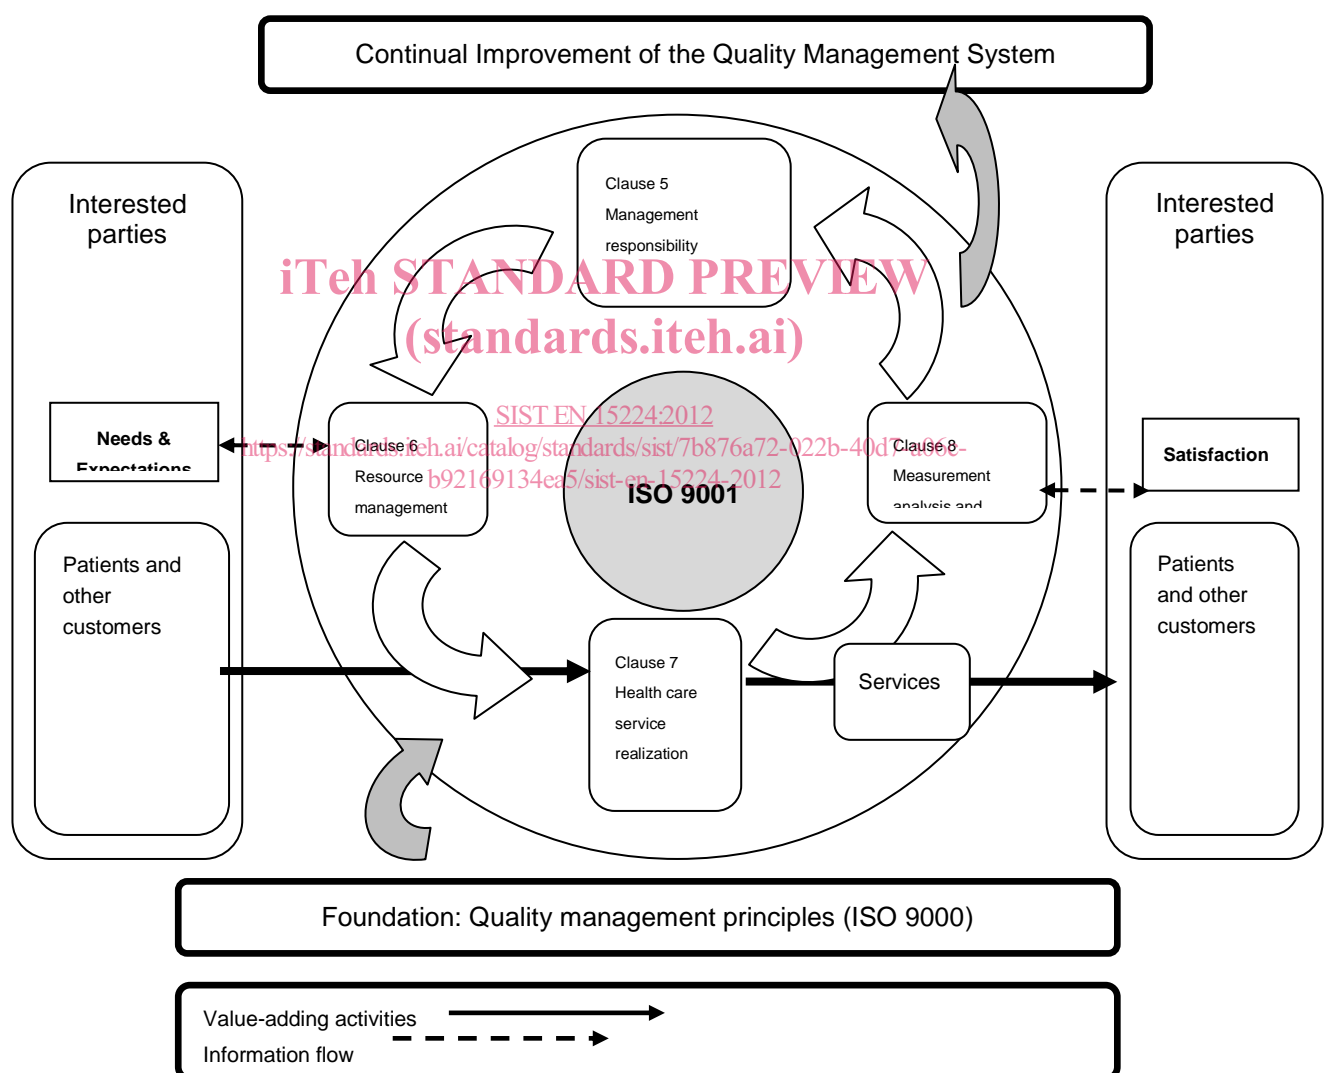 Continual Improvement of the Quality Management System
Interested
parties
Needs &
Expectations
Patients and
other
customers
Clause 5
Management
responsibility
iTeh STANDARD PREVIEW
(standards.iteh.ai)
SIST EN 15224:2012
https://standards.iteh.ai/catalog/standards/sist/7b876a72-022b-40d7-a06e-
b92169134ea5/sist-en-15224-2012
Clause 6
Resource
management
ISO 9001
Clause 8
Measurement
analysis and
Clause 7
Health care
service
realization
Services
Interested
parties
Satisfaction
Patients
and other
customers
Foundation: Quality management principles (ISO 9000)
Value-adding activities
Information flow